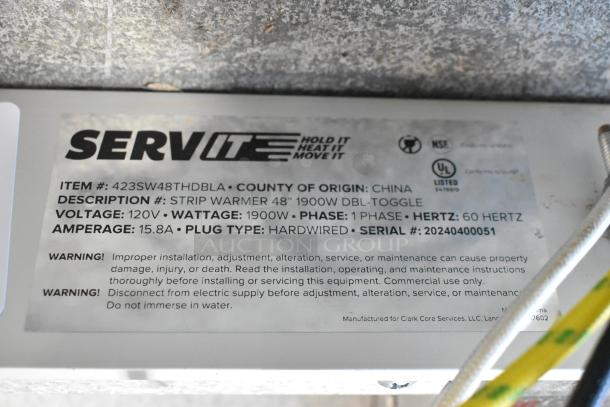 SERVIT HOLD IT
HEAT IT
MOVE IT
NSF
UL
LISTED
ITEM #: 423SW48THDBLA • COUNTY OF ORIGIN: CHINA
DESCRIPTION #: STRIP WARMER 48" 1900W DBL-TOGGLE
VOLTAGE: 120V • WATTAGE: 1900W • PHASE: 1 PHASE • HERTZ: 60 HERTZ
AMPERAGE: 15.8A • PLUG TYPE: HARDWIRED • SERIAL #: 20240400051
AUCTION GROUP
WARNING! Improper installation, adjustment, alteration, service, or maintenance can cause property
damage, injury, or death. Read the installation, operating, and maintenance instructions
thoroughly before installing or servicing this equipment. Commercial use only.
WARNING! Disconnect from electric supply before adjustment, alteration, service, or maintenance
Do not immerse in water.
Manufactured for Clark Core Services, LLC,